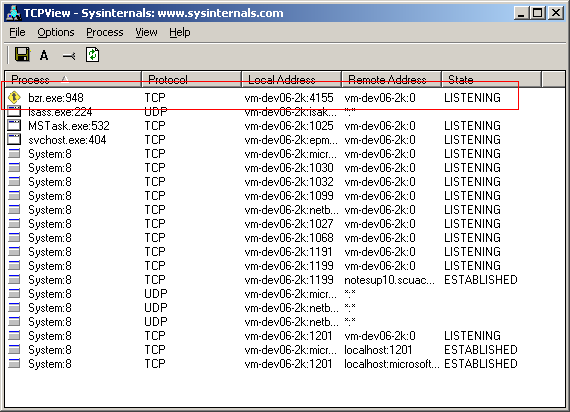 TCPView - Sysinternals: www.sysinternals.com
File Options Process View Help
A
Process Protocol Local Address Remote Address State
bzr.exe:948 TCP vm-dev06-2k:4155 vm-dev06-2k:0 LISTENING
lsass.exe:224 UDP vm-dev06-2k:isak... *:*
MSTask.exe:532 TCP vm-dev06-2k:1025 vm-dev06-2k:0 LISTENING
svchost.exe:404 TCP vm-dev06-2k:epm... vm-dev06-2k:0 LISTENING
System:8 TCP vm-dev06-2k:micr... vm-dev06-2k:0 LISTENING
System:8 TCP vm-dev06-2k:1030 vm-dev06-2k:0 LISTENING
System:8 TCP vm-dev06-2k:1032 vm-dev06-2k:0 LISTENING
System:8 TCP vm-dev06-2k:1099 vm-dev06-2k:0 LISTENING
System:8 TCP vm-dev06-2k:netb... vm-dev06-2k:0 LISTENING
System:8 TCP vm-dev06-2k:1027 vm-dev06-2k:0 LISTENING
System:8 TCP vm-dev06-2k:1068 vm-dev06-2k:0 LISTENING
System:8 TCP vm-dev06-2k:1191 vm-dev06-2k:0 LISTENING
System:8 TCP vm-dev06-2k:1199 vm-dev06-2k:0 LISTENING
System:8 TCP vm-dev06-2k:1199 notesup10.scuac... ESTABLISHED
System:8 UDP vm-dev06-2k:micr... *:*
System:8 UDP vm-dev06-2k:netb... *:*
System:8 UDP vm-dev06-2k:netb... *:*
System:8 TCP vm-dev06-2k:1201 vm-dev06-2k:0 LISTENING
System:8 TCP vm-dev06-2k:micr... localhost:1201 ESTABLISHED
System:8 TCP vm-dev06-2k:1201 localhost:microsoft... ESTABLISHED